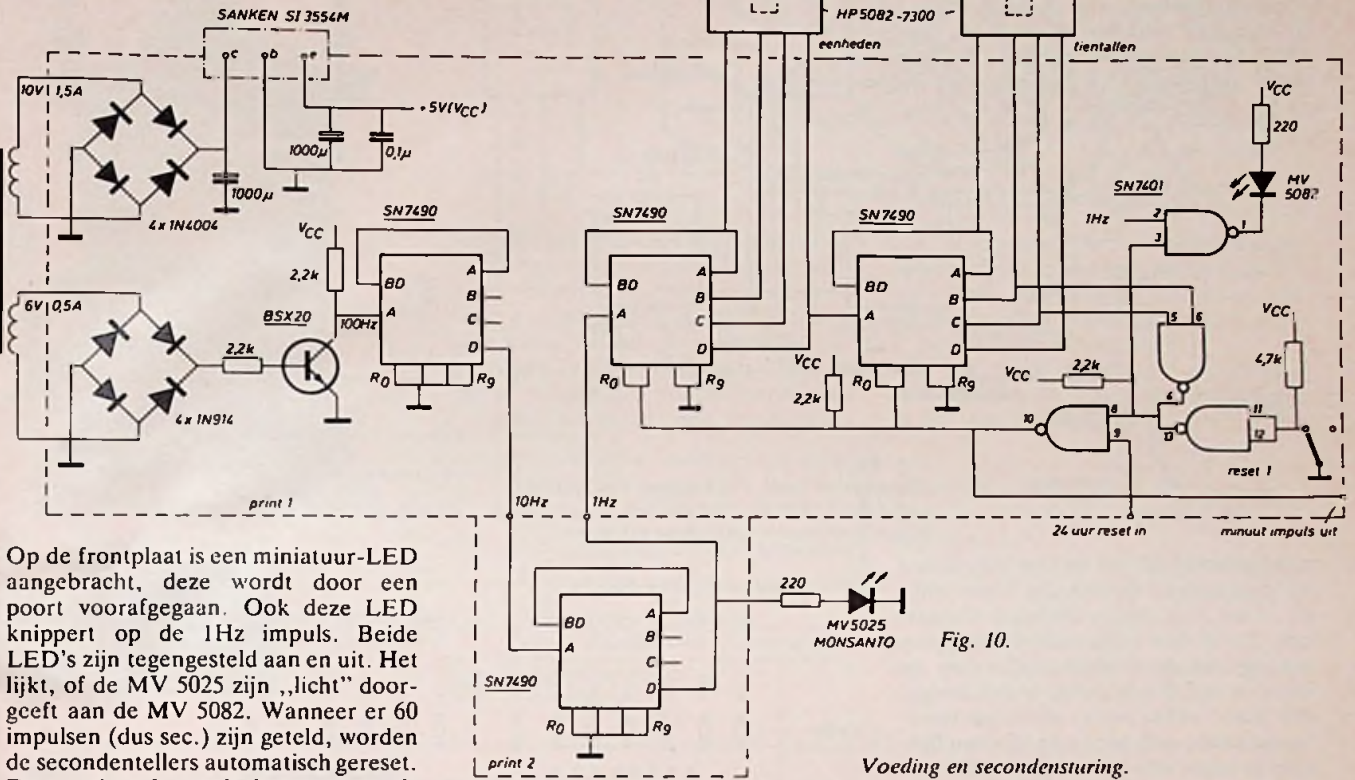 SANKEN SI 3554M
c b e
10V 1,5A
+5V(VCC)
1000µ 0,1µ
1000µ
4x 1N4004
HP5082-7300
eenheden
tientallen
VCC
220
MV
5082
SN7401
1Hz
2
3
1
VCC
2,2k
SN7490
BD
A
B
C
D
A
100Hz
R0 R9
6V 0,5A
2,2k
BSX20
4x 1N914
SN7490
BD
A
B
C
D
A
R0 R9
SN7490
BD
A
B
C
D
A
R0 R9
VCC
2,2k
5 6
4
VCC
4,7k
VCC
2,2k
10
8
9
13
11
12
reset 1
print 1
10Hz
1Hz
24 uur reset in
minuut impuls uit
Op de frontplaat is een miniatuur-LED
aangebracht, deze wordt door een
poort voorafgegaan. Ook deze LED
knippert op de 1Hz impuls. Beide
LED's zijn tegengesteld aan en uit. Het
lijkt, of de MV 5025 zijn „licht" door-
geeft aan de MV 5082. Wanneer er 60
impulsen (dus sec.) zijn geteld, worden
de secondentellers automatisch gereset.
SN7490
BD
A
B
C
D
A
R0 R9
print 2
220
MV5025
MONSANTO
Fig. 10.
Voeding en secondensturing.